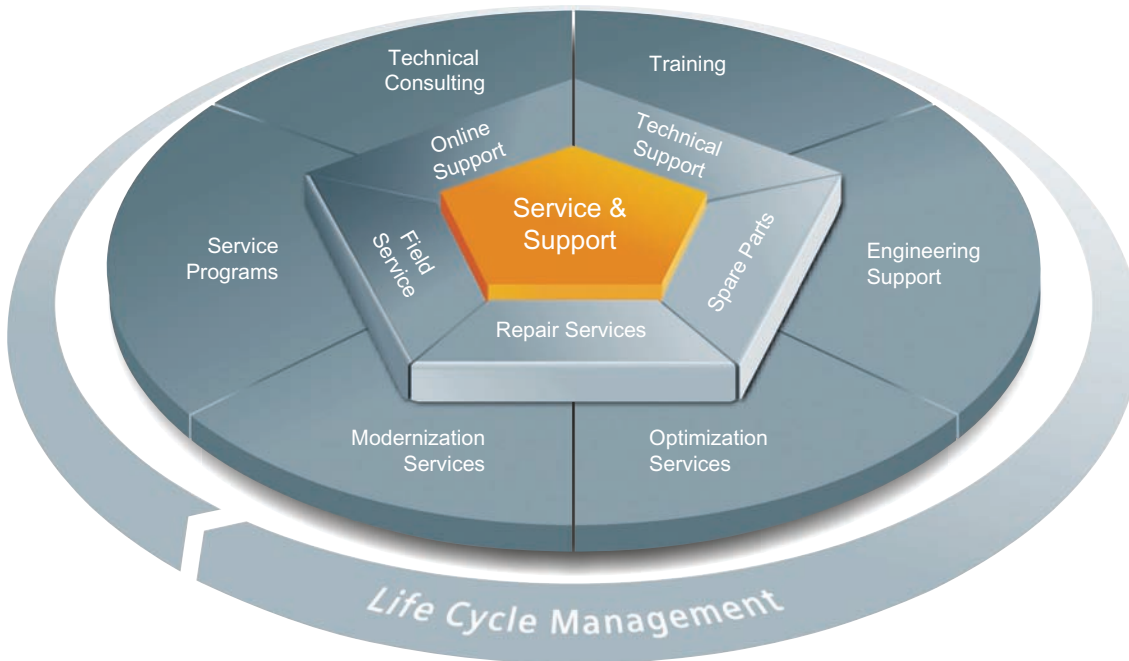 Technical
Consulting
Training
Online
Support
Technical
Support
Service &
Support
Field
Service
Spare Parts
Service
Programs
Engineering
Support
Repair Services
Modernization
Services
Optimization
Services
Life Cycle Management